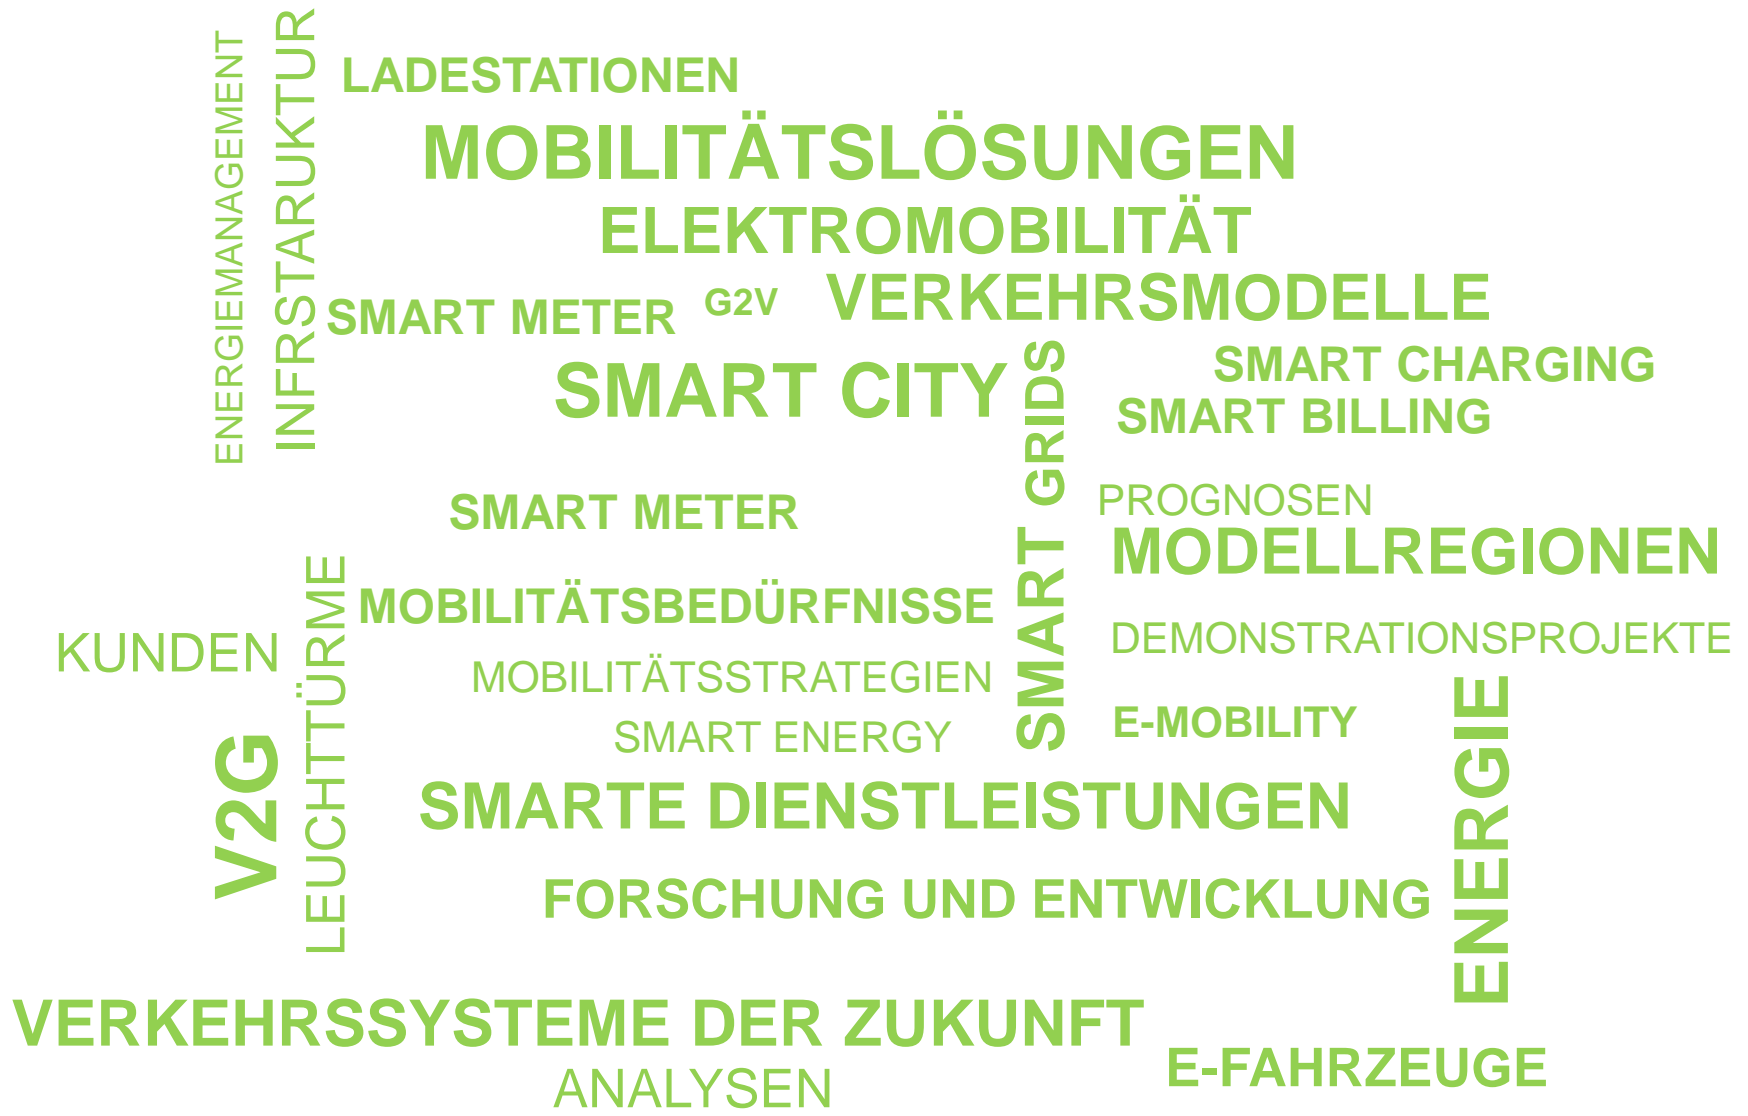 ENERGIEMANAGEMENT
INFRSTARUKTUR
LADESTATIONEN
MOBILITÄTSLÖSUNGEN
ELEKTROMOBILITÄT
SMART METER
G2V
VERKEHRSMODELLE
SMART CITY
SMART GRIDS
SMART CHARGING
SMART BILLING
SMART METER
PROGNOSEN
MODELLREGIONEN
MOBILITÄTSBEDÜRFNISSE
DEMONSTRATIONSPROJEKTE
KUNDEN
LEUCHTTÜRME
MOBILITÄTSSTRATEGIEN
SMART ENERGY
E-MOBILITY
V2G
SMARTE DIENSTLEISTUNGEN
ENERGIE
FORSCHUNG UND ENTWICKLUNG
VERKEHRSSYSTEME DER ZUKUNFT
E-FAHRZEUGE
ANALYSEN